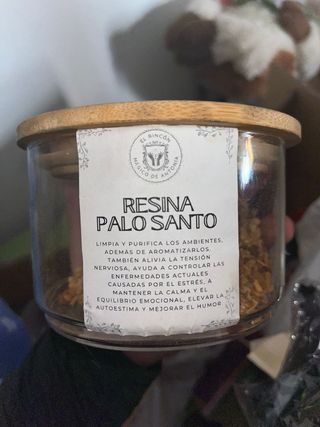 EL RINCÓN
MÁGICO DE ANTONIA
RESINA
PALO SANTO
LIMPIA Y PURIFICA LOS AMBIENTES,
ADEMÁS DE AROMATIZARLOS.
TAMBIÉN ALIVIA LA TENSIÓN
NERVIOSA, AYUDA A CONTROLAR LAS
ENFERMEDADES ACTUALES
CAUSADAS POR EL ESTRÉS, A
MANTENER LA CALMA Y EL
EQUILIBRIO EMOCIONAL, ELEVAR LA
AUTOESTIMA Y MEJORAR EL HUMOR